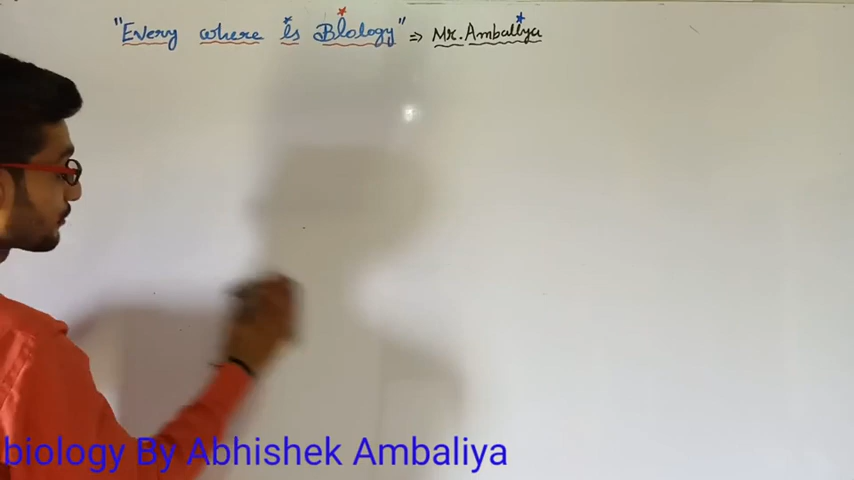 "Every where is Biology" ⇒ Mr. Ambaliya
biology By Abhishek Ambaliya